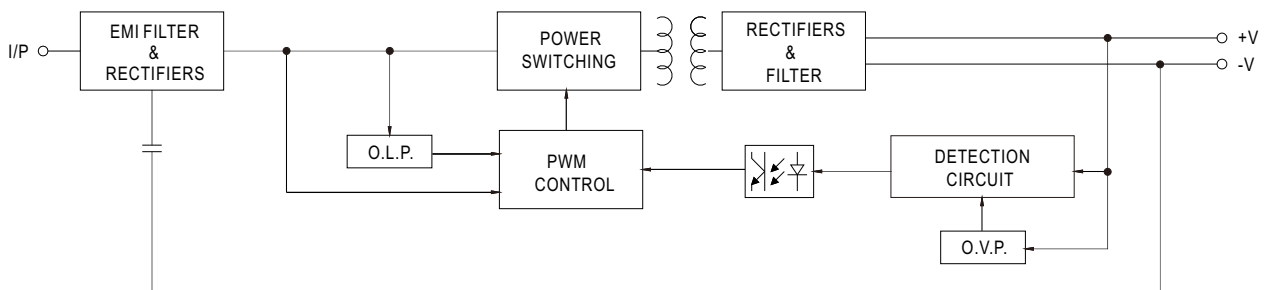 I/P
EMI FILTER
&
RECTIFIERS
POWER
SWITCHING
RECTIFIERS
&
FILTER
+V
-V
O.L.P.
PWM
CONTROL
DETECTION
CIRCUIT
O.V.P.